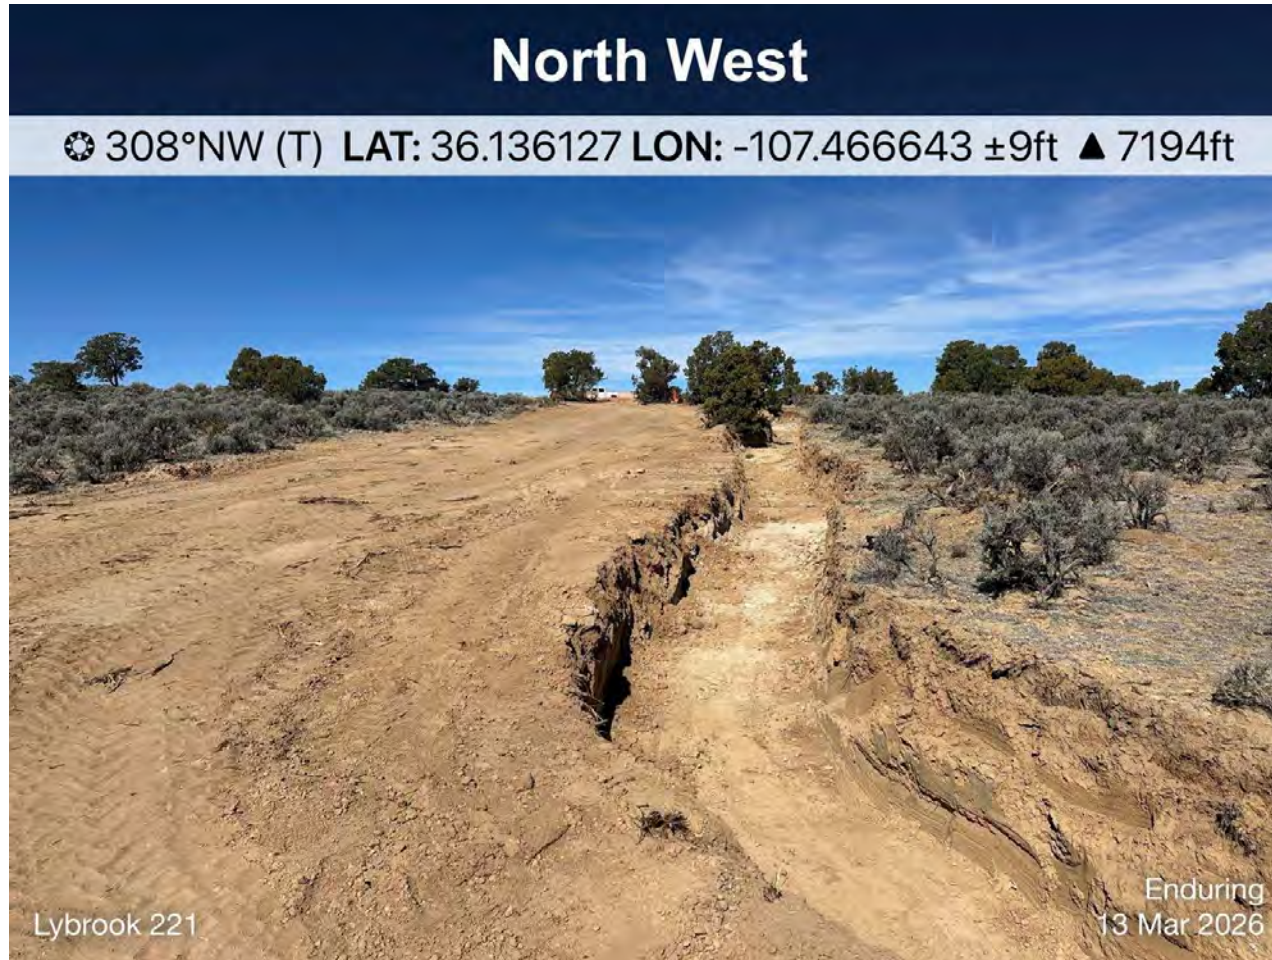 North West
308°NW (T) LAT: 36.136127 LON: -107.466643 ±9ft ▲ 7194ft
Lybrook 221
Enduring
13 Mar 2026